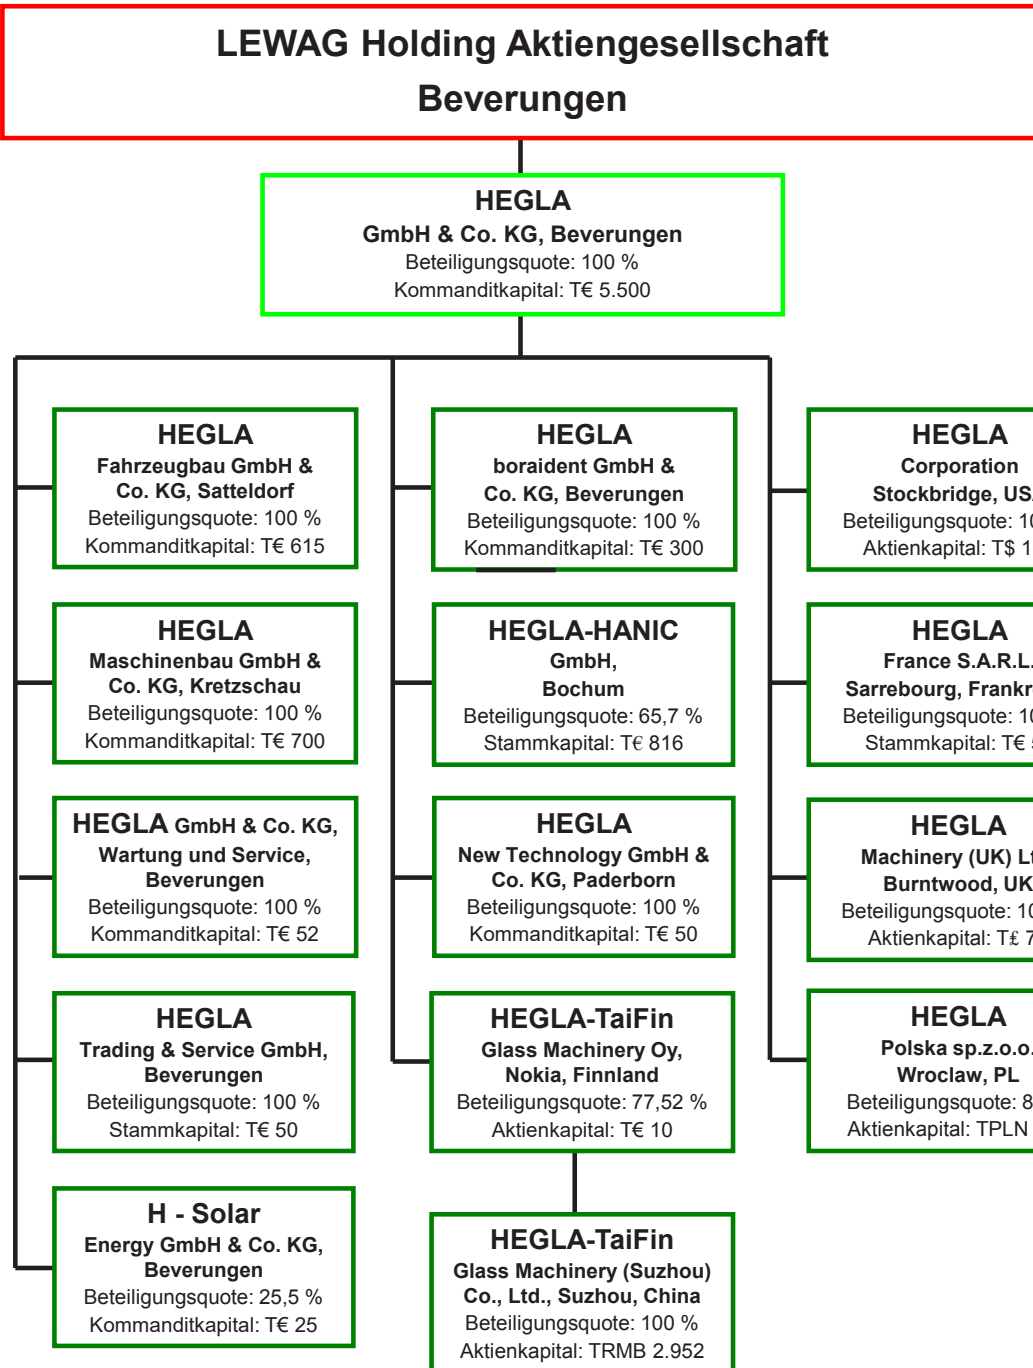 LEWAG Holding Aktiengesellschaft
Beverungen
HEGLA
GmbH & Co. KG, Beverungen
Beteiligungsquote: 100 %
Kommanditkapital: T€ 5.500
HEGLA
Fahrzeugbau GmbH &
Co. KG, Satteldorf
Beteiligungsquote: 100 %
Kommanditkapital: T€ 615
HEGLA
Maschinenbau GmbH &
Co. KG, Kretzschau
Beteiligungsquote: 100 %
Kommanditkapital: T€ 700
HEGLA GmbH & Co. KG,
Wartung und Service,
Beverungen
Beteiligungsquote: 100 %
Kommanditkapital: T€ 52
HEGLA
Trading & Service GmbH,
Beverungen
Beteiligungsquote: 100 %
Stammkapital: T€ 50
H - Solar
Energy GmbH & Co. KG,
Beverungen
Beteiligungsquote: 25,5 %
Kommanditkapital: T€ 25
HEGLA
boraident GmbH &
Co. KG, Beverungen
Beteiligungsquote: 100 %
Kommanditkapital: T€ 300
HEGLA-HANIC
GmbH,
Bochum
Beteiligungsquote: 65,7 %
Stammkapital: T€ 816
HEGLA
New Technology GmbH &
Co. KG, Paderborn
Beteiligungsquote: 100 %
Kommanditkapital: T€ 50
HEGLA-TaiFin
Glass Machinery Oy,
Nokia, Finnland
Beteiligungsquote: 77,52 %
Aktienkapital: T€ 10
HEGLA-TaiFin
Glass Machinery (Suzhou)
Co., Ltd., Suzhou, China
Beteiligungsquote: 100 %
Aktienkapital: TRMB 2.952
HEGLA
Corporation
Stockbridge,
Beteiligungsquote:
Aktienkapital: T$
HEGLA
France S.A.R.L.
Sarrebourg,
Beteiligungsquote:
Stammkapital: T€
HEGLA
Machinery (UK)
Burntwood, UK
Beteiligungsquote:
Aktienkapital: T£
HEGLA
Polska sp.z.o.o.
Wroclaw, PL
Beteiligungsquote:
Aktienkapital: TPLN